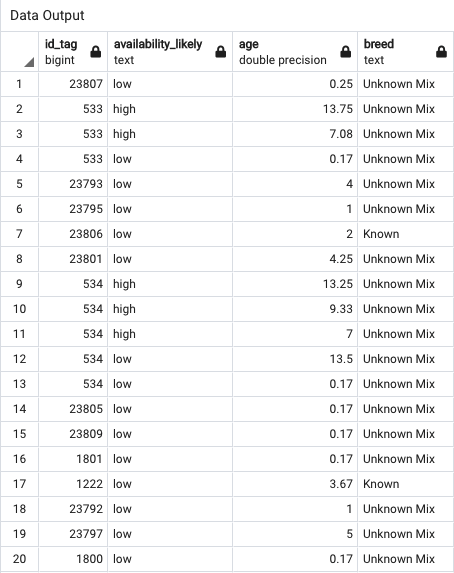 Data Output
id_tag availability_likely age breed
bigint text double precision text
1 23807 low 0.25 Unknown Mix
2 533 high 13.75 Unknown Mix
3 533 high 7.08 Unknown Mix
4 533 low 0.17 Unknown Mix
5 23793 low 4 Unknown Mix
6 23795 low 1 Unknown Mix
7 23806 low 2 Known
8 23801 low 4.25 Unknown Mix
9 534 high 13.25 Unknown Mix
10 534 high 9.33 Unknown Mix
11 534 high 7 Unknown Mix
12 534 low 13.5 Unknown Mix
13 534 low 0.17 Unknown Mix
14 23805 low 0.17 Unknown Mix
15 23809 low 0.17 Unknown Mix
16 1801 low 0.17 Unknown Mix
17 1222 low 3.67 Known
18 23792 low 1 Unknown Mix
19 23797 low 5 Unknown Mix
20 1800 low 0.17 Unknown Mix